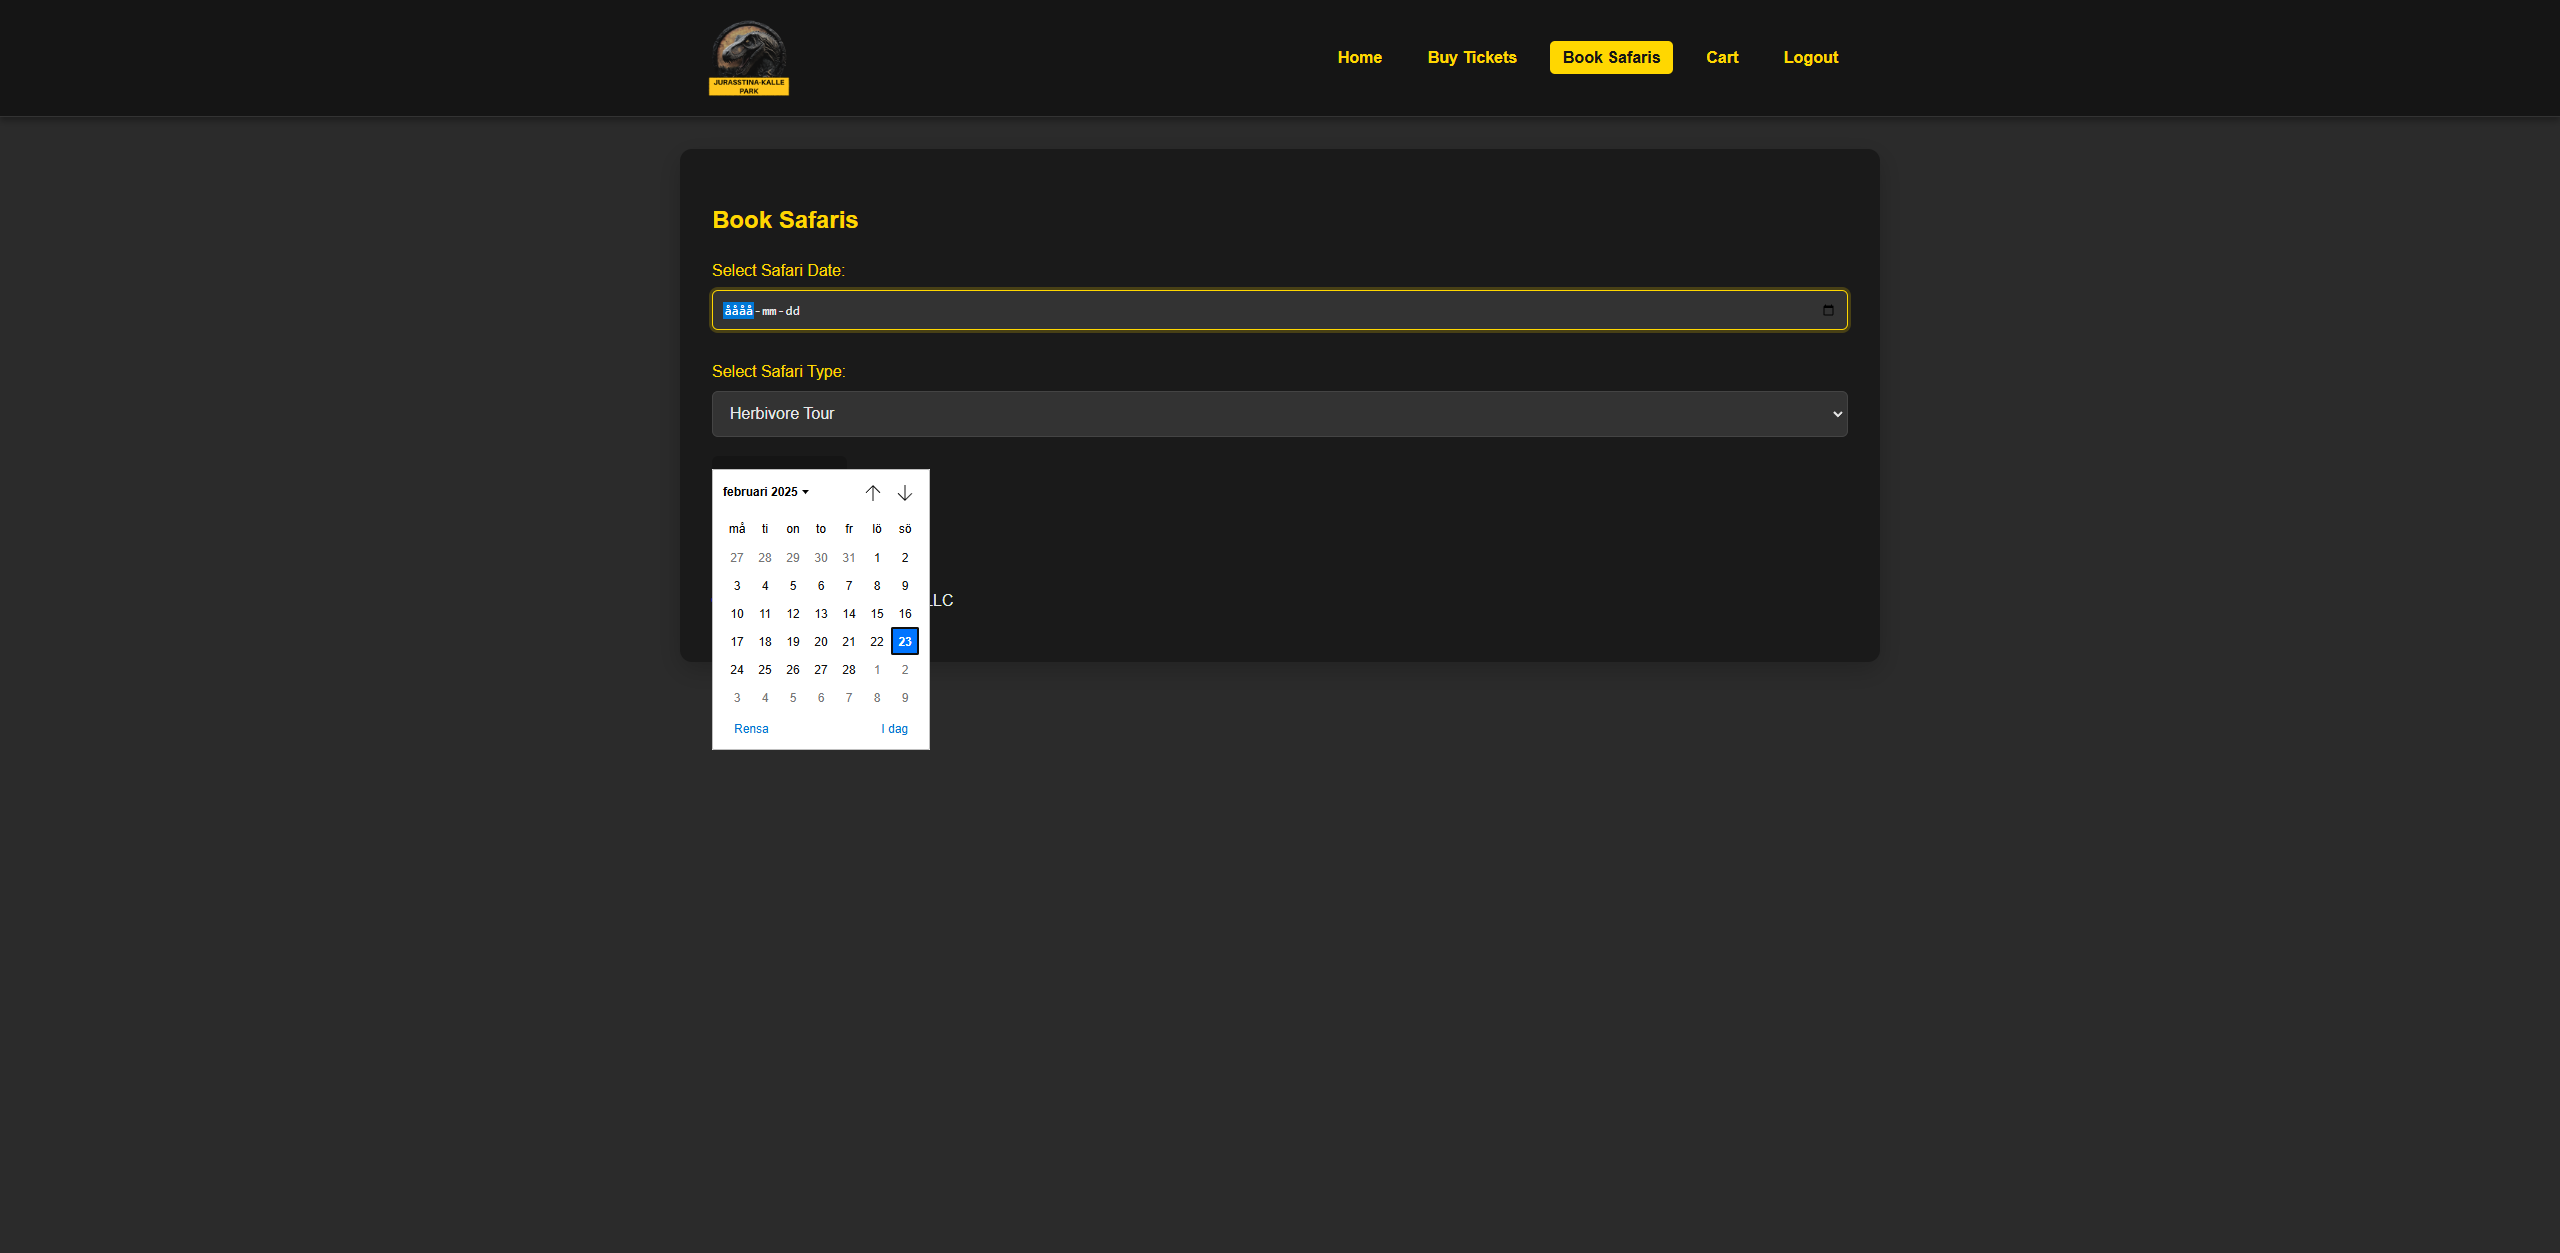 JURASSTINA-KALLE
PARK
Home Buy Tickets Book Safaris Cart Logout
Book Safaris
Select Safari Date:
åååå-mm-dd
Select Safari Type:
Herbivore Tour
februari 2025
må ti on to fr lö sö
27 28 29 30 31 1 2
3 4 5 6 7 8 9
10 11 12 13 14 15 16
17 18 19 20 21 22 23
24 25 26 27 28 1 2
3 4 5 6 7 8 9
Rensa I dag
LLC